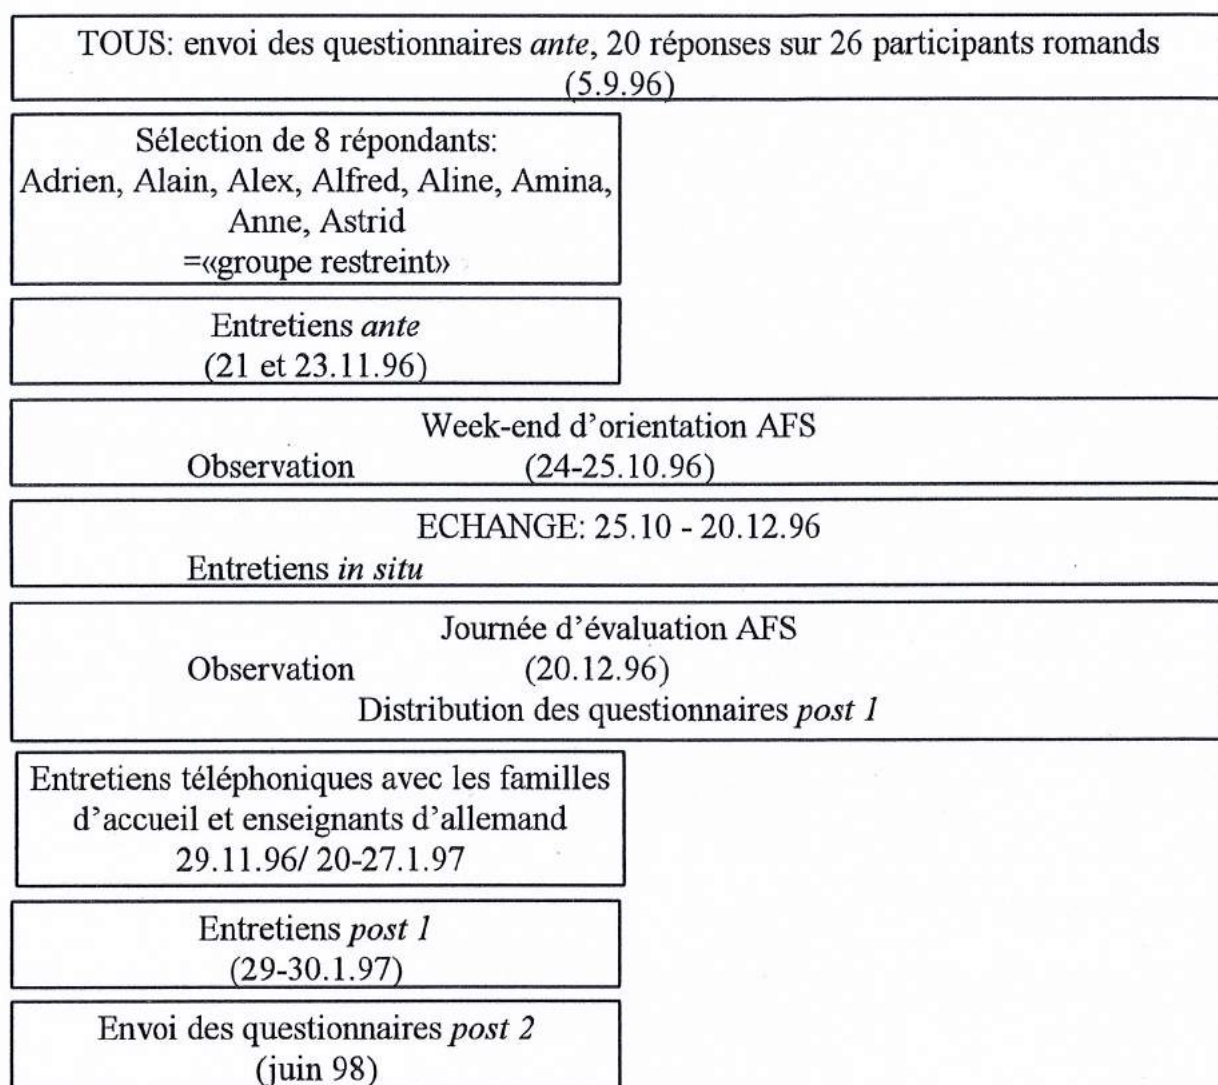 TOUS: envoi des questionnaires ante, 20 réponses sur 26 participants romands
(5.9.96)
Sélection de 8 répondants:
Adrien, Alain, Alex, Alfred, Aline, Amina,
Anne, Astrid
=«groupe restreint»
Entretiens ante
(21 et 23.11.96)
Week-end d’orientation AFS
Observation (24-25.10.96)
ECHANGE: 25.10 - 20.12.96
Entretiens in situ
Journée d’évaluation AFS
Observation (20.12.96)
Distribution des questionnaires post 1
Entretiens téléphoniques avec les familles
d’accueil et enseignants d’allemand
29.11.96/ 20-27.1.97
Entretiens post 1
(29-30.1.97)
Envoi des questionnaires post 2
(juin 98)